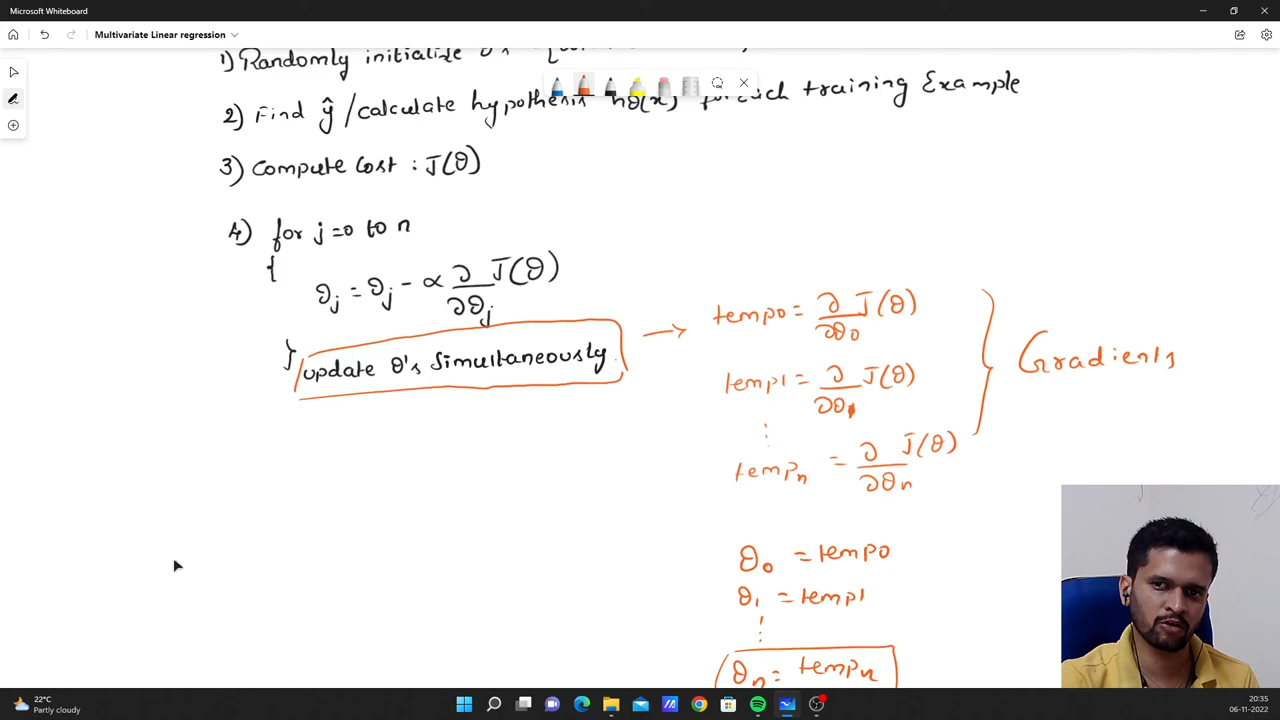 Microsoft Whiteboard
Multivariate Linear regression
1) Randomly initialize θ's
2) Find ŷ /calculate hypothesis hθ(x) for each training Example
3) Compute Cost : J(θ)
4) for j=0 to n
{
θj = θj - α ∂/∂θj J(θ)
} update θ's simultaneously
temp0 = ∂/∂θ0 J(θ)
temp1 = ∂/∂θ1 J(θ)
⋮
tempn = ∂/∂θn J(θ)
Gradients
θ0 = temp0
θ1 = temp1
⋮
θn = tempn
22°C
Partly cloudy
20:35
06-11-2022